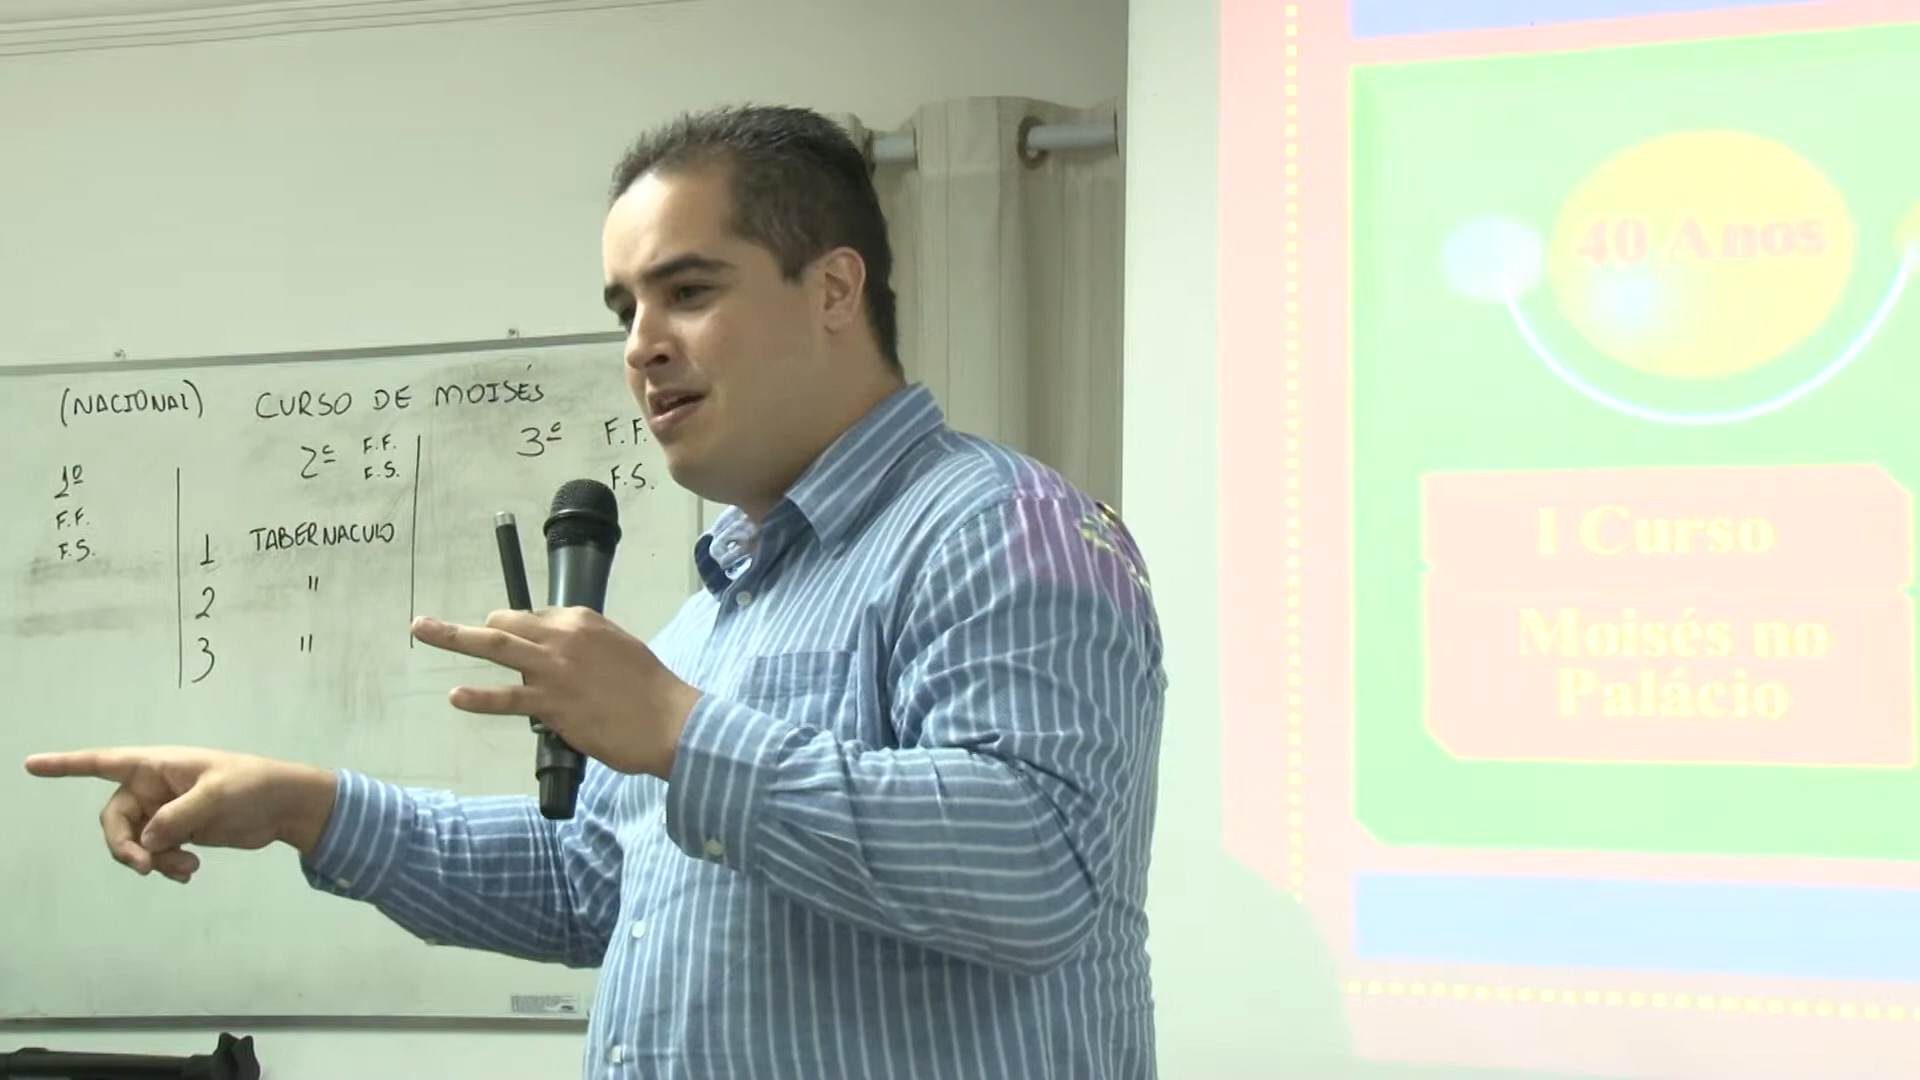 (NACIONAL) CURSO DE MOISÉS
1º
F.F.
F.S.
2º F.F.
F.S.
1 TABERNACULO
2 "
3 "
3º F.F.
F.S.
40 Anos
I Curso
Moisés no
Palácio